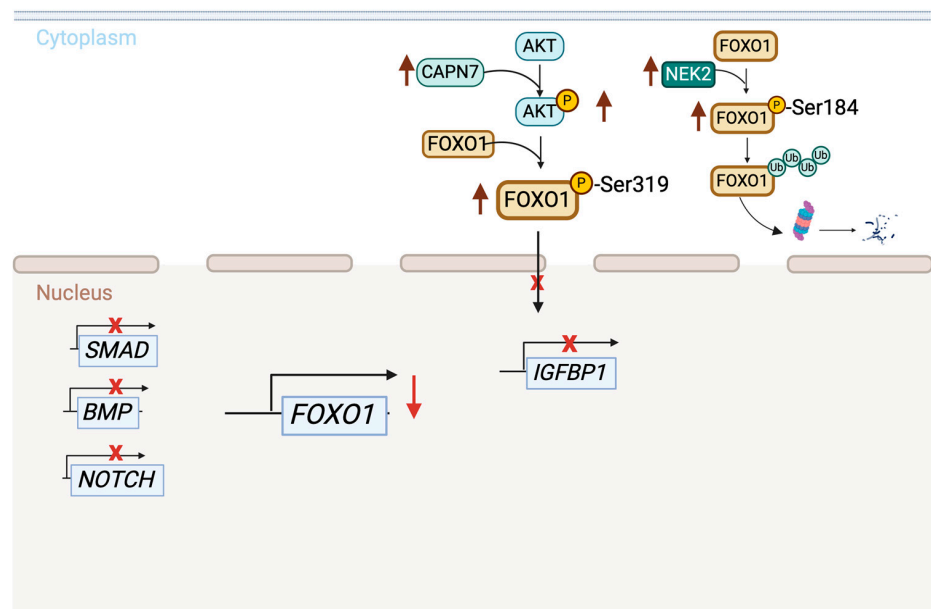 Cytoplasm
AKT
CAPN7
AKT
P
FOXO1
FOXO1
P
-Ser319
FOXO1
NEK2
FOXO1
P
-Ser184
FOXO1
Ub
Ub
Ub
Ub
Nucleus
X
SMAD
X
BMP
X
NOTCH
FOXO1
X
X
IGFBP1